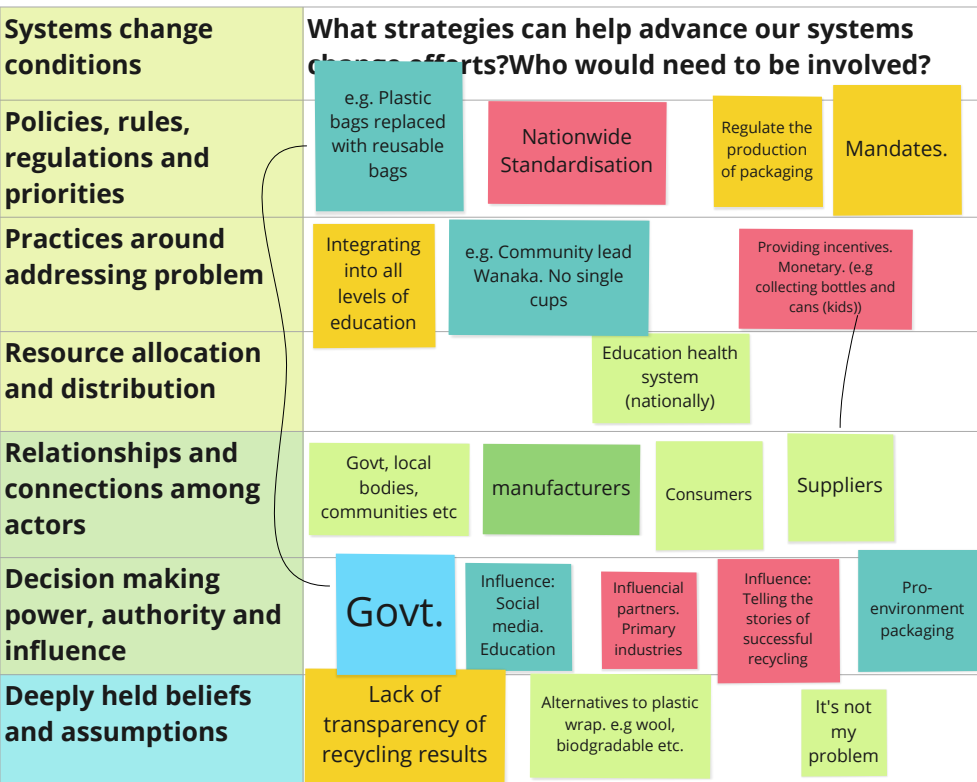 Systems change
conditions
What strategies can help advance our systems
change efforts?Who would need to be involved?
Policies, rules,
regulations and
priorities
e.g. Plastic
bags replaced
with reusable
bags
Nationwide
Standardisation
Regulate the
production
of packaging
Mandates.
Practices around
addressing problem
Integrating
into all
levels of
education
e.g. Community lead
Wanaka. No single
cups
Providing incentives.
Monetary. (e.g
collecting bottles and
cans (kids))
Resource allocation
and distribution
Education health
system
(nationally)
Relationships and
connections among
actors
Govt, local
bodies,
communities etc
manufacturers
Consumers
Suppliers
Decision making
power, authority and
influence
Govt.
Influence:
Social
media.
Education
Influencial
partners.
Primary
industries
Influence:
Telling the
stories of
successful
recycling
Pro-
environment
packaging
Deeply held beliefs
and assumptions
Lack of
transparency of
recycling results
Alternatives to plastic
wrap. e.g wool,
biodgradable etc.
It's not
my
problem